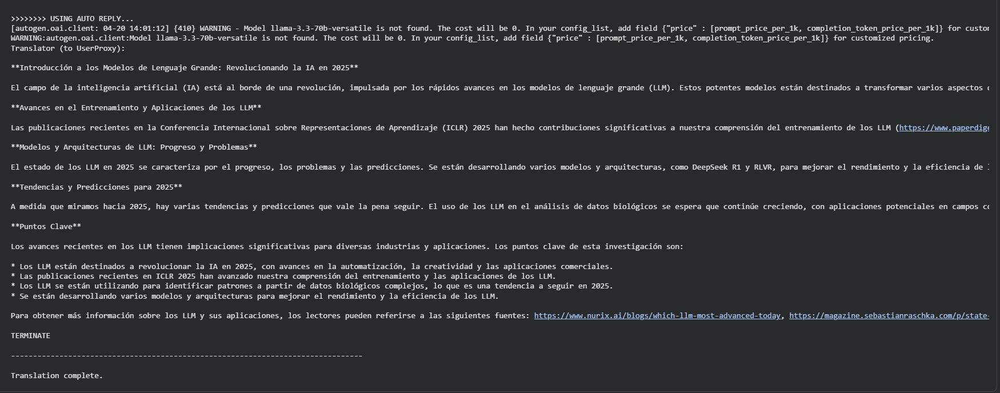 >>>>>>>> USING AUTO REPLY...
[autogen.oai.client: 04-20 14:01:12] {410} WARNING - Model llama-3.3-70b-versatile is not found. The cost will be 0. In your config_list, add field {"price" : [prompt_price_per_1k, completion_token_price_per_1k]} for custom
WARNING:autogen.oai.client:Model llama-3.3-70b-versatile is not found. The cost will be 0. In your config_list, add field {"price" : [prompt_price_per_1k, completion_token_price_per_1k]} for customized pricing.
Translator (to UserProxy):
**Introducción a los Modelos de Lenguaje Grande: Revolucionando la IA en 2025**
El campo de la inteligencia artificial (IA) está al borde de una revolución, impulsada por los rápidos avances en los modelos de lenguaje grande (LLM). Estos potentes modelos están destinados a transformar varios aspectos
**Avances en el Entrenamiento y Aplicaciones de los LLM**
Las publicaciones recientes en la Conferencia Internacional sobre Representaciones de Aprendizaje (ICLR) 2025 han hecho contribuciones significativas a nuestra comprensión del entrenamiento de los LLM (https://www.paperdige
**Modelos y Arquitecturas de LLM: Progreso y Problemas**
El estado de los LLM en 2025 se caracteriza por el progreso, los problemas y las predicciones. Se están desarrollando varios modelos y arquitecturas, como DeepSeek R1 y RLVR, para mejorar el rendimiento y la eficiencia de
**Tendencias y Predicciones para 2025**
A medida que miramos hacia 2025, hay varias tendencias y predicciones que vale la pena seguir. El uso de los LLM en el análisis de datos biológicos se espera que continúe creciendo, con aplicaciones potenciales en campos
**Puntos Clave**
Los avances recientes en los LLM tienen implicaciones significativas para diversas industrias y aplicaciones. Los puntos clave de esta investigación son:
* Los LLM están destinados a revolucionar la IA en 2025, con avances en la automatización, la creatividad y las aplicaciones comerciales.
* Las publicaciones recientes en ICLR 2025 han avanzado nuestra comprensión del entrenamiento y las aplicaciones de los LLM.
* Los LLM se están utilizando para identificar patrones a partir de datos biológicos complejos, lo que es una tendencia a seguir en 2025.
* Se están desarrollando varios modelos y arquitecturas para mejorar el rendimiento y la eficiencia de los LLM.
Para obtener más información sobre los LLM y sus aplicaciones, los lectores pueden referirse a las siguientes fuentes: https://www.nurix.ai/blogs/which-llm-most-advanced-today, https://magazine.sebastianraschka.com/p/state-
TERMINATE
--------------------------------------------------------------------------------
Translation complete.